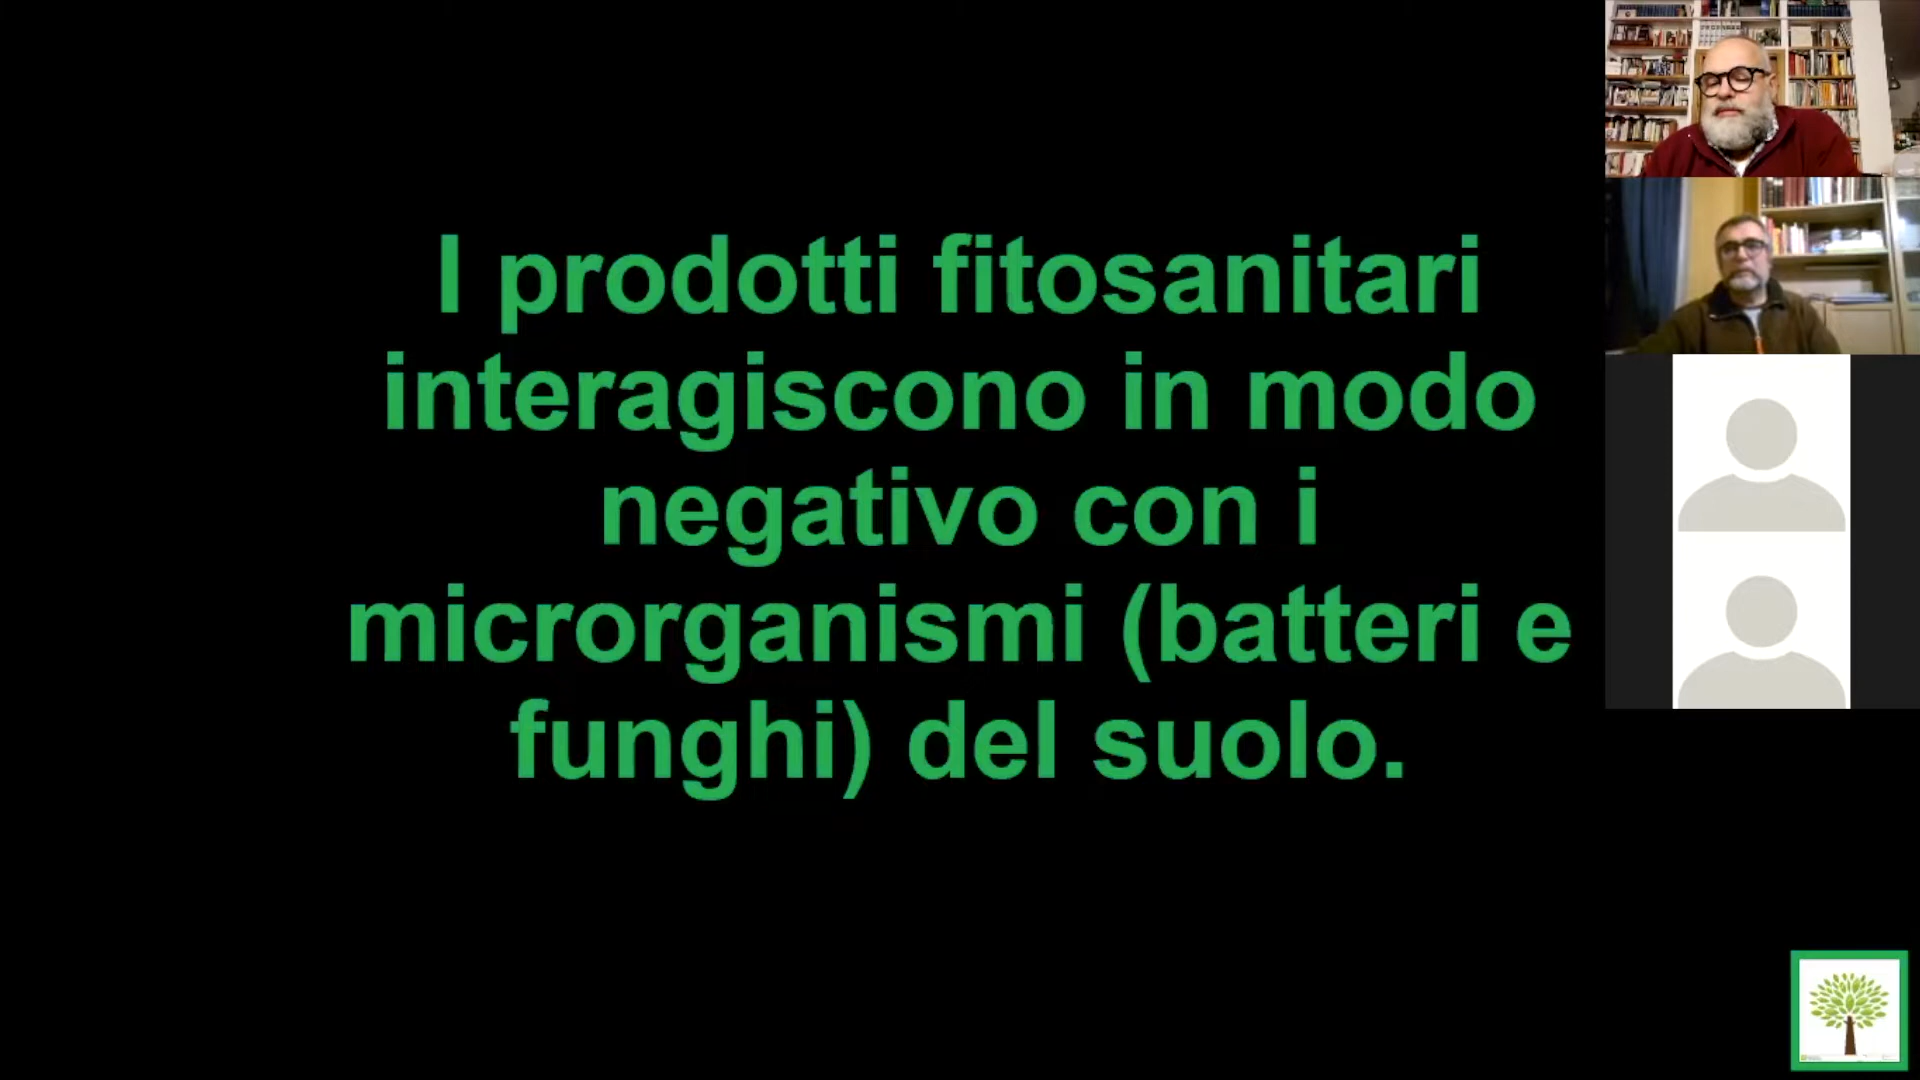 I prodotti fitosanitari
interagiscono in modo
negativo con i
microrganismi (batteri e
funghi) del suolo.